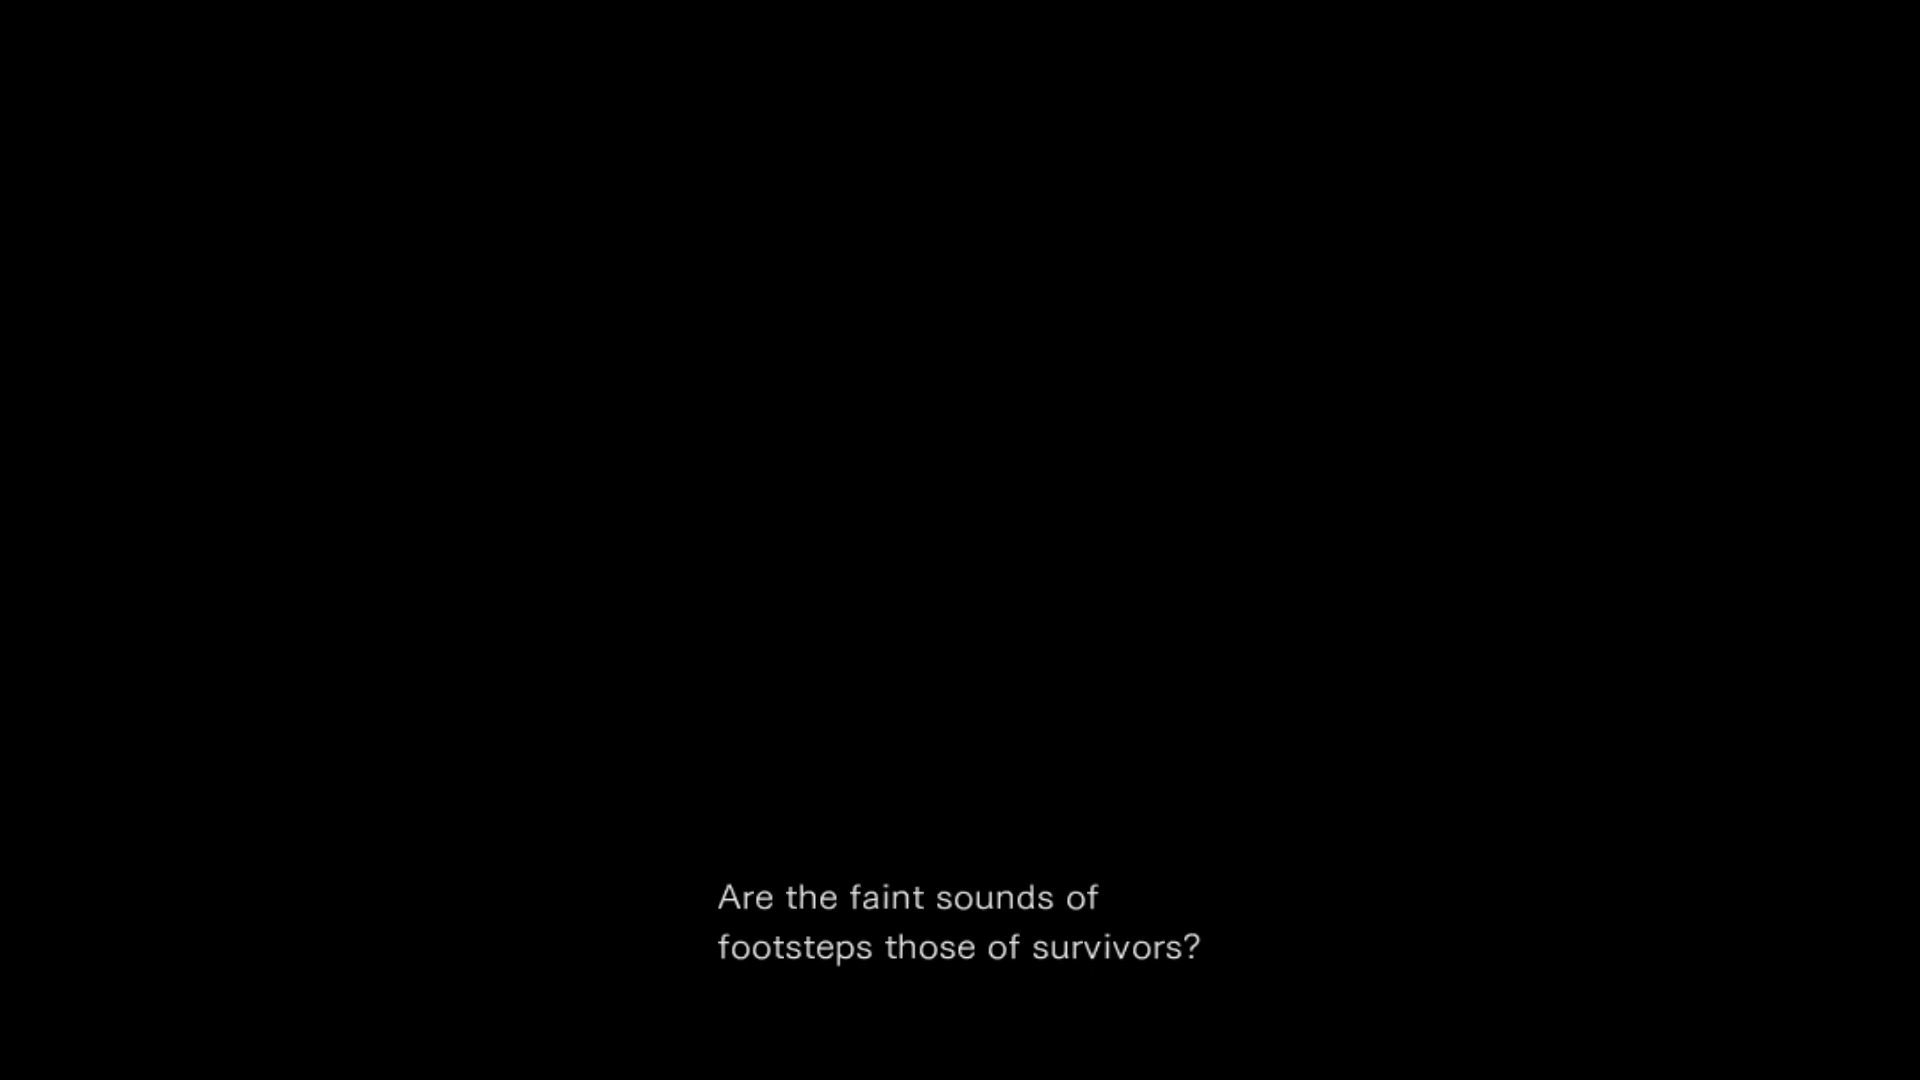 Are the faint sounds of
footsteps those of survivors?